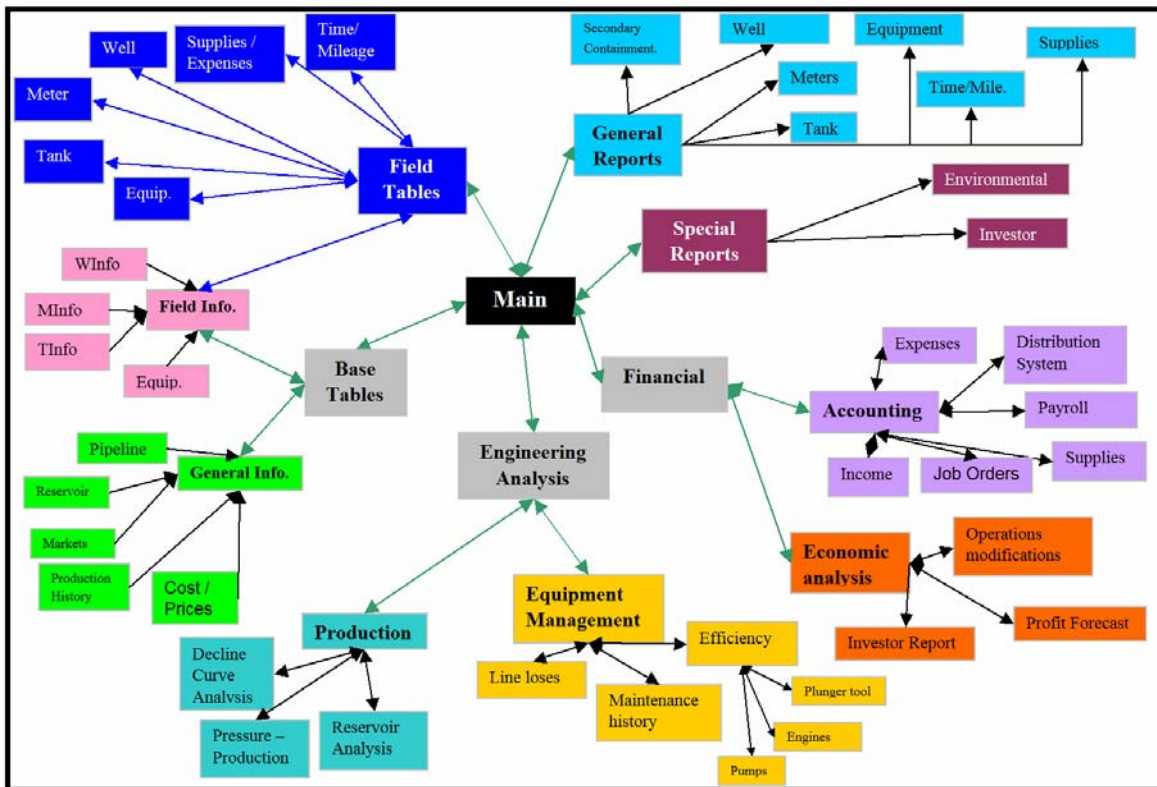 Time/
Mileage
Supplies /
Expenses
Well
Meter
Tank
Equip.
Field
Tables
Secondary
Containment.
Well
Equipment
Supplies
Meters
Time/Mile.
Tank
General
Reports
Environmental
Special
Reports
Investor
Main
WInfo
MInfo
Field Info.
TInfo
Equip.
Base
Tables
Financial
Expenses
Distribution
System
Accounting
Payroll
Income
Job Orders
Supplies
Pipeline
General Info.
Reservoir
Markets
Production
History
Cost /
Prices
Engineering
Analysis
Economic
analysis
Operations
modifications
Investor Report
Profit Forecast
Equipment
Management
Efficiency
Line loses
Maintenance
history
Plunger tool
Engines
Pumps
Production
Decline
Curve
Analvsis
Pressure –
Production
Reservoir
Analysis